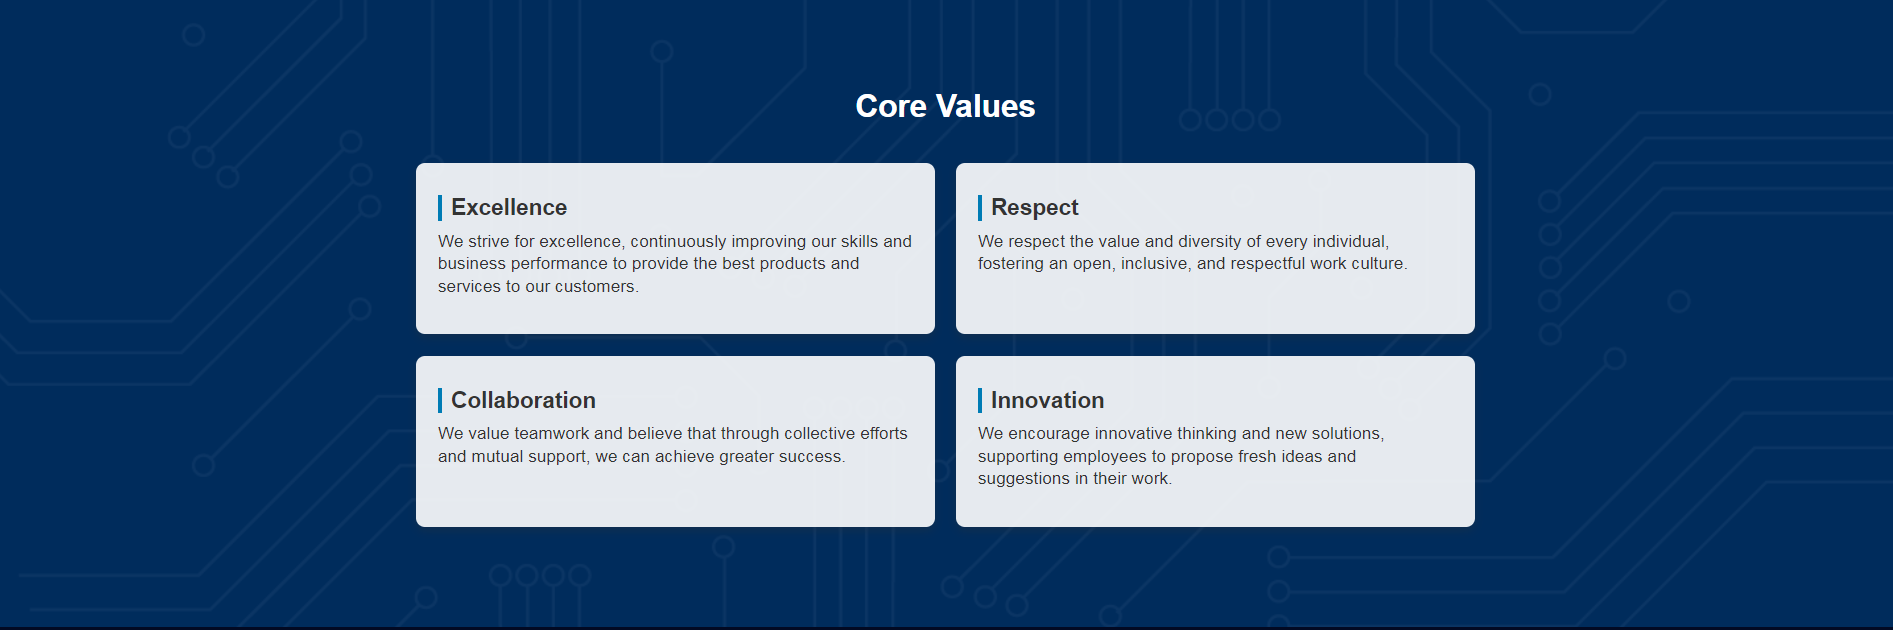 Core Values
Excellence
We strive for excellence, continuously improving our skills and
business performance to provide the best products and
services to our customers.
Respect
We respect the value and diversity of every individual,
fostering an open, inclusive, and respectful work culture.
Collaboration
We value teamwork and believe that through collective efforts
and mutual support, we can achieve greater success.
Innovation
We encourage innovative thinking and new solutions,
supporting employees to propose fresh ideas and
suggestions in their work.